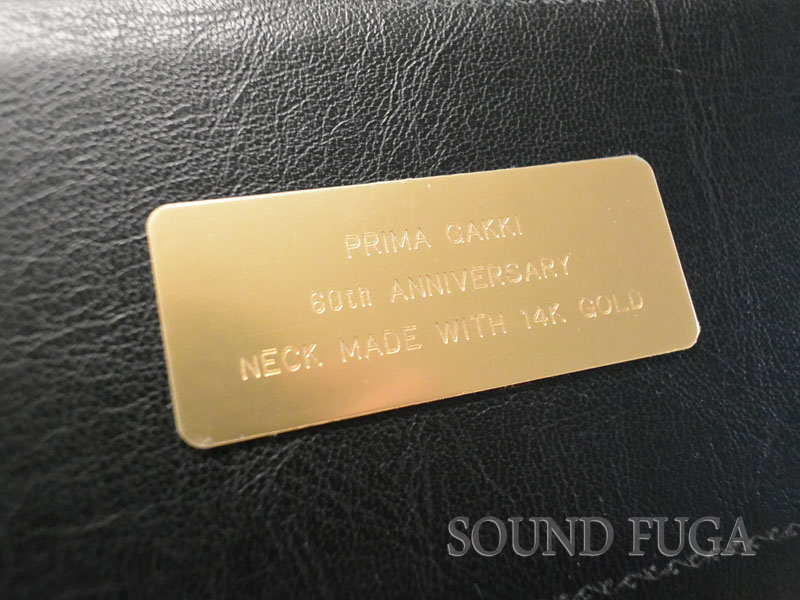 PRIMA GAKKI
60th ANNIVERSARY
NECK MADE WITH 14K GOLD
SOUND FUGA